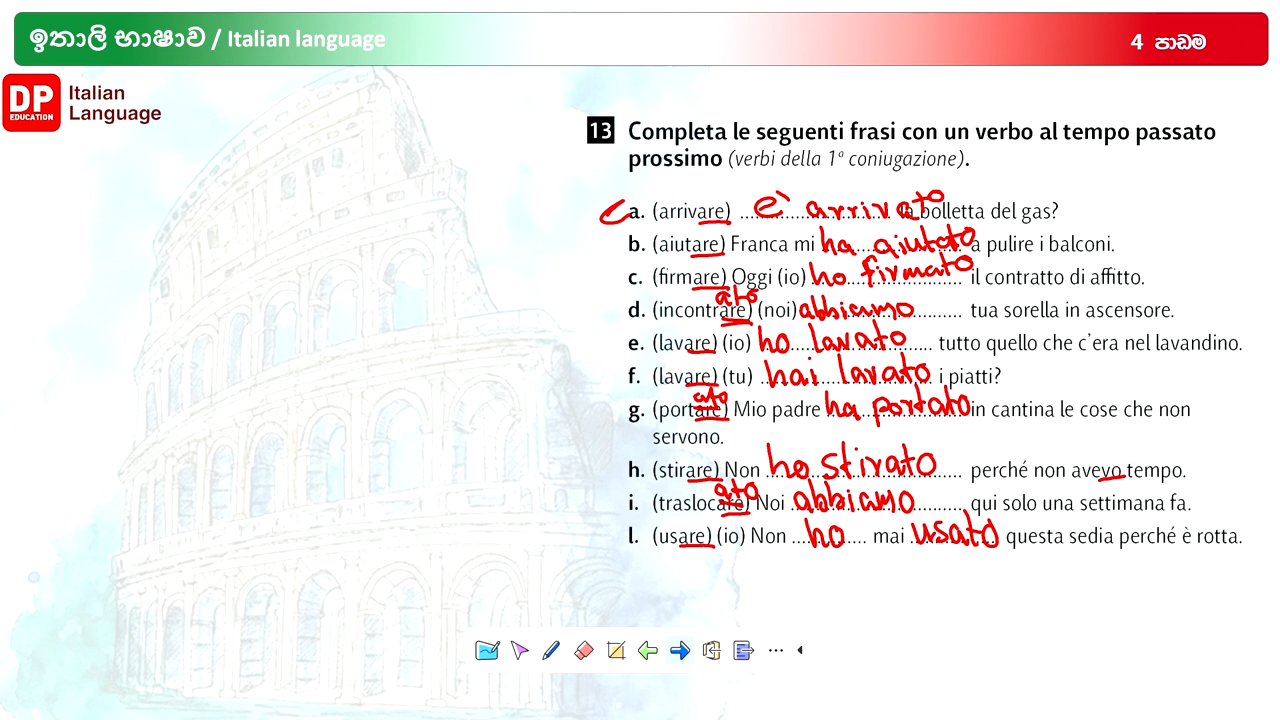 ඉතාලි භාෂාව / Italian language
4 පාඩම
DP
EDUCATION
Italian
Language
13 Completa le seguenti frasi con un verbo al tempo passato
prossimo (verbi della 1ª coniugazione).
a. (arrivare) è arrivato la bolletta del gas?
b. (aiutare) Franca mi ha aiutato a pulire i balconi.
c. (firmare) Oggi (io) ho firmato il contratto di affitto.
ato
d. (incontrare) (noi) abbiamo tua sorella in ascensore.
e. (lavare) (io) ho lavato tutto quello che c'era nel lavandino.
f. (lavare) (tu) hai lavato i piatti?
ato
g. (portare) Mio padre ha portato in cantina le cose che non
servono.
h. (stirare) Non ho stirato perché non avevo tempo.
ato
i. (traslocare) Noi abbiamo qui solo una settimana fa.
l. (usare) (io) Non ho mai usato questa sedia perché è rotta.